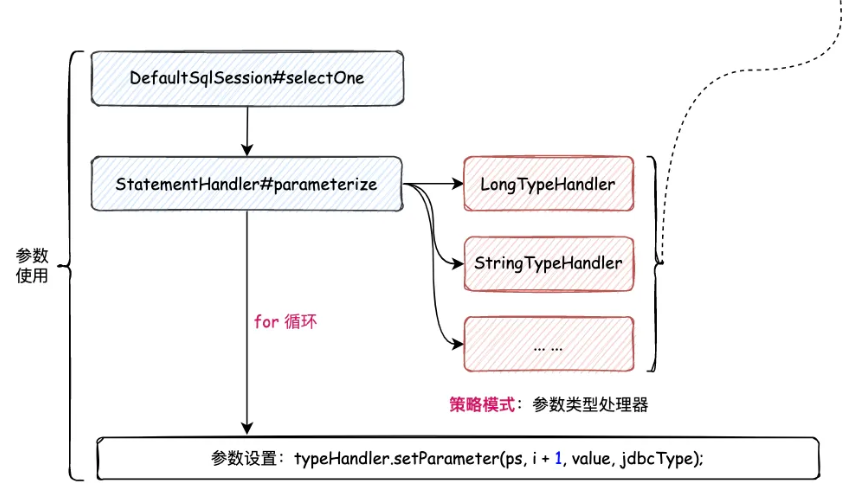 DefaultSqlSession#selectOne
StatementHandler#parameterize
LongTypeHandler
StringTypeHandler
... ...
参数
使用
for 循环
策略模式：参数类型处理器
参数设置：typeHandler.setParameter(ps, i + 1, value, jdbcType);